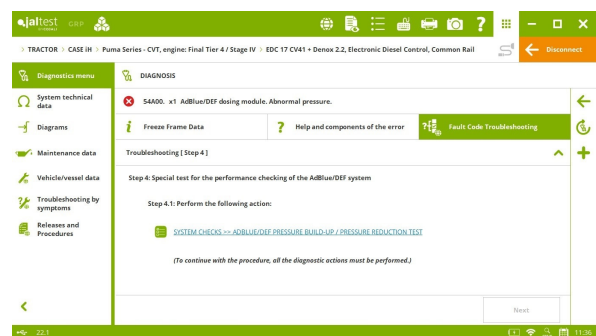 jaltest GRP
TRACTOR > CASE iH > Puma Series - CVT, engine: Final Tier 4 / Stage IV > EDC 17 CV41 + Denox 2.2, Electronic Diesel Control, Common Rail
Disconnect
Diagnostics menu
DIAGNOSIS
System technical
data
54A00. x1 AdBlue/DEF dosing module. Abnormal pressure.
Diagrams
Freeze Frame Data
Help and components of the error
Fault Code Troubleshooting
Maintenance data
Troubleshooting [ Step 4 ]
Vehicle/vessel data
Step 4: Special test for the performance checking of the AdBlue/DEF system
Troubleshooting by
symptoms
Step 4.1: Perform the following action:
Releases and
Procedures
SYSTEM CHECKS >> ADBLUE/DEF PRESSURE BUILD-UP / PRESSURE REDUCTION TEST
(To continue with the procedure, all the diagnostic actions must be performed.)
Next
22.1
11:36